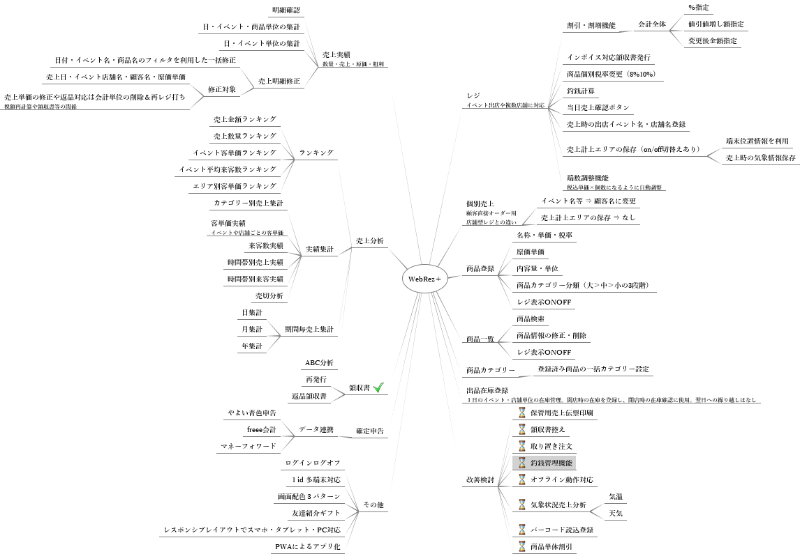 WebRez＋
レジ
イベント出店や複数店舗に対応
割引・割増機能
会計全体
%指定
値引値増し額指定
変更後金額指定
インボイス対応領収書発行
商品個別税率変更（8%10%）
釣銭計算
当日売上確認ボタン
売上時の出店イベント名・店舗名登録
売上計上エリアの保存（on/off切替えあり）
端末位置情報を利用
売上時の気象情報保存
端数調整機能
税込単価・個数になるように自動調整
個別売上
顧客直接オーダー用
店舗型レジとの違い
イベント名等 ⇒ 顧客名に変更
売上計上エリアの保存 ⇒ なし
商品登録
名称・単価・税率
原価単価
内容量・単位
商品カテゴリー分類（大＞中＞小の3段階）
レジ表示ONOFF
商品一覧
商品検索
商品情報の修正・削除
レジ表示ONOFF
商品カテゴリー
登録済み商品の一括カテゴリー設定
出品在庫登録
１日のイベント・店舗単位の在庫管理。開店時の在庫を登録し、閉店時の在庫確認に使用。翌日への繰り越しはなし
改善検討
保管用売上伝票印刷
領収書控え
取り置き注文
釣銭管理機能
オフライン動作対応
気象状況売上分析
気温
天気
バーコード読込登録
商品単体割引
売上実績
数量・売上・原価・粗利
明細確認
日・イベント・商品単位の集計
日・イベント単位の集計
売上明細修正
日付・イベント名・商品名のフィルタを利用した一括修正
修正対象
売上日・イベント店舗名・顧客名・原価単価
売上単価の修正や返品対応は会計単位の削除＆再レジ打ち
税額再計算や領収書等の関係
売上分析
ランキング
売上金額ランキング
売上数量ランキング
イベント客単価ランキング
イベント平均来客数ランキング
エリア別客単価ランキング
実績集計
カテゴリー別売上集計
客単価実績
イベントや店舗ごとの客単価
来客数実績
時間帯別売上実績
時間帯別来客実績
売切分析
期間毎売上集計
日集計
月集計
年集計
ABC分析
領収書
再発行
返品領収書
確定申告
データ連携
やよい青色申告
freee会計
マネーフォワード
その他
ログインログオフ
1 id 多端末対応
画面配色３パターン
友達紹介ギフト
レスポンシブレイアウトでスマホ・タブレット・PC対応
PWAによるアプリ化